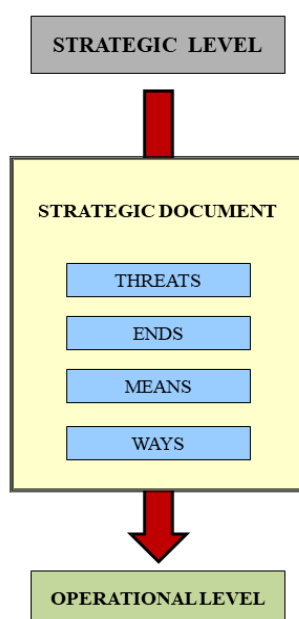 STRATEGIC LEVEL
STRATEGIC DOCUMENT
THREATS
ENDS
MEANS
WAYS
OPERATIONAL LEVEL